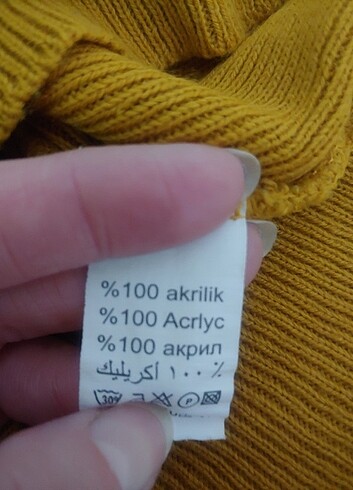 %100 akrilik
%100 Acrlyc
%100 акрил
٪ ١٠٠ أكريليك
30° P